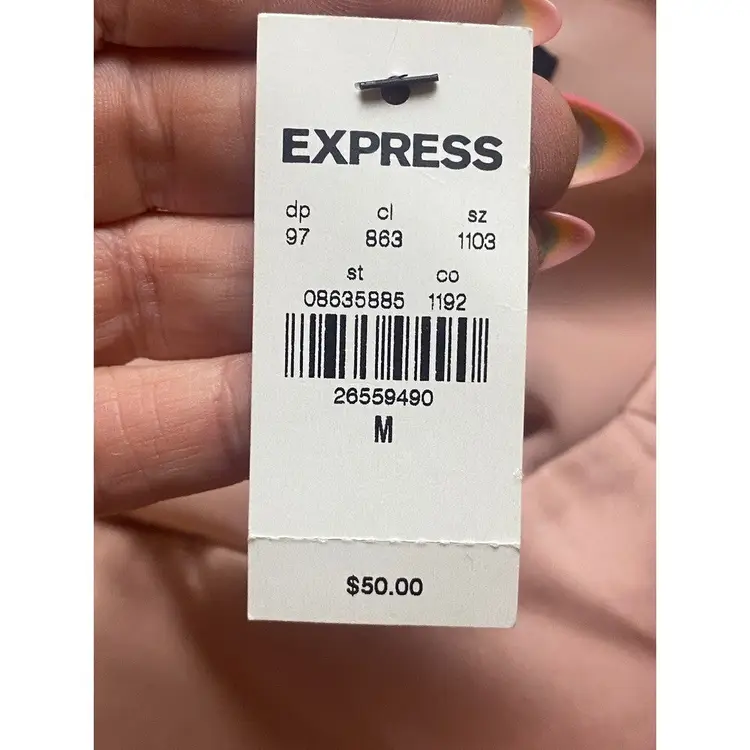 EXPRESS
dp cl sz
97 863 1103
st co
08635885 1192
26559490
M
$50.00